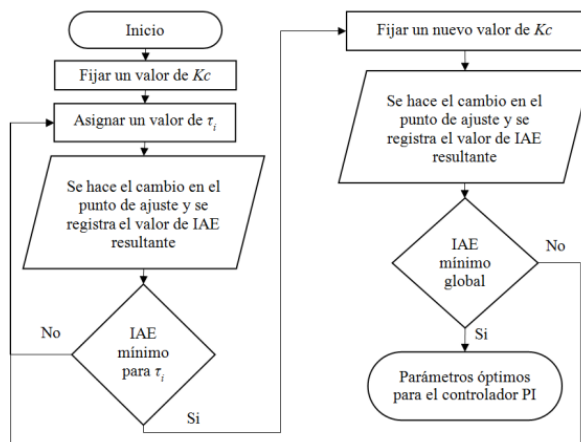 Inicio
Fijar un valor de Kc
Asignar un valor de τi
Se hace el cambio en el
punto de ajuste y se
registra el valor de IAE
resultante
No
IAE
mínimo
para τi
Si
Fijar un nuevo valor de Kc
Se hace el cambio en el
punto de ajuste y se
registra el valor de IAE
resultante
IAE
mínimo
global
No
Si
Parámetros óptimos
para el controlador PI